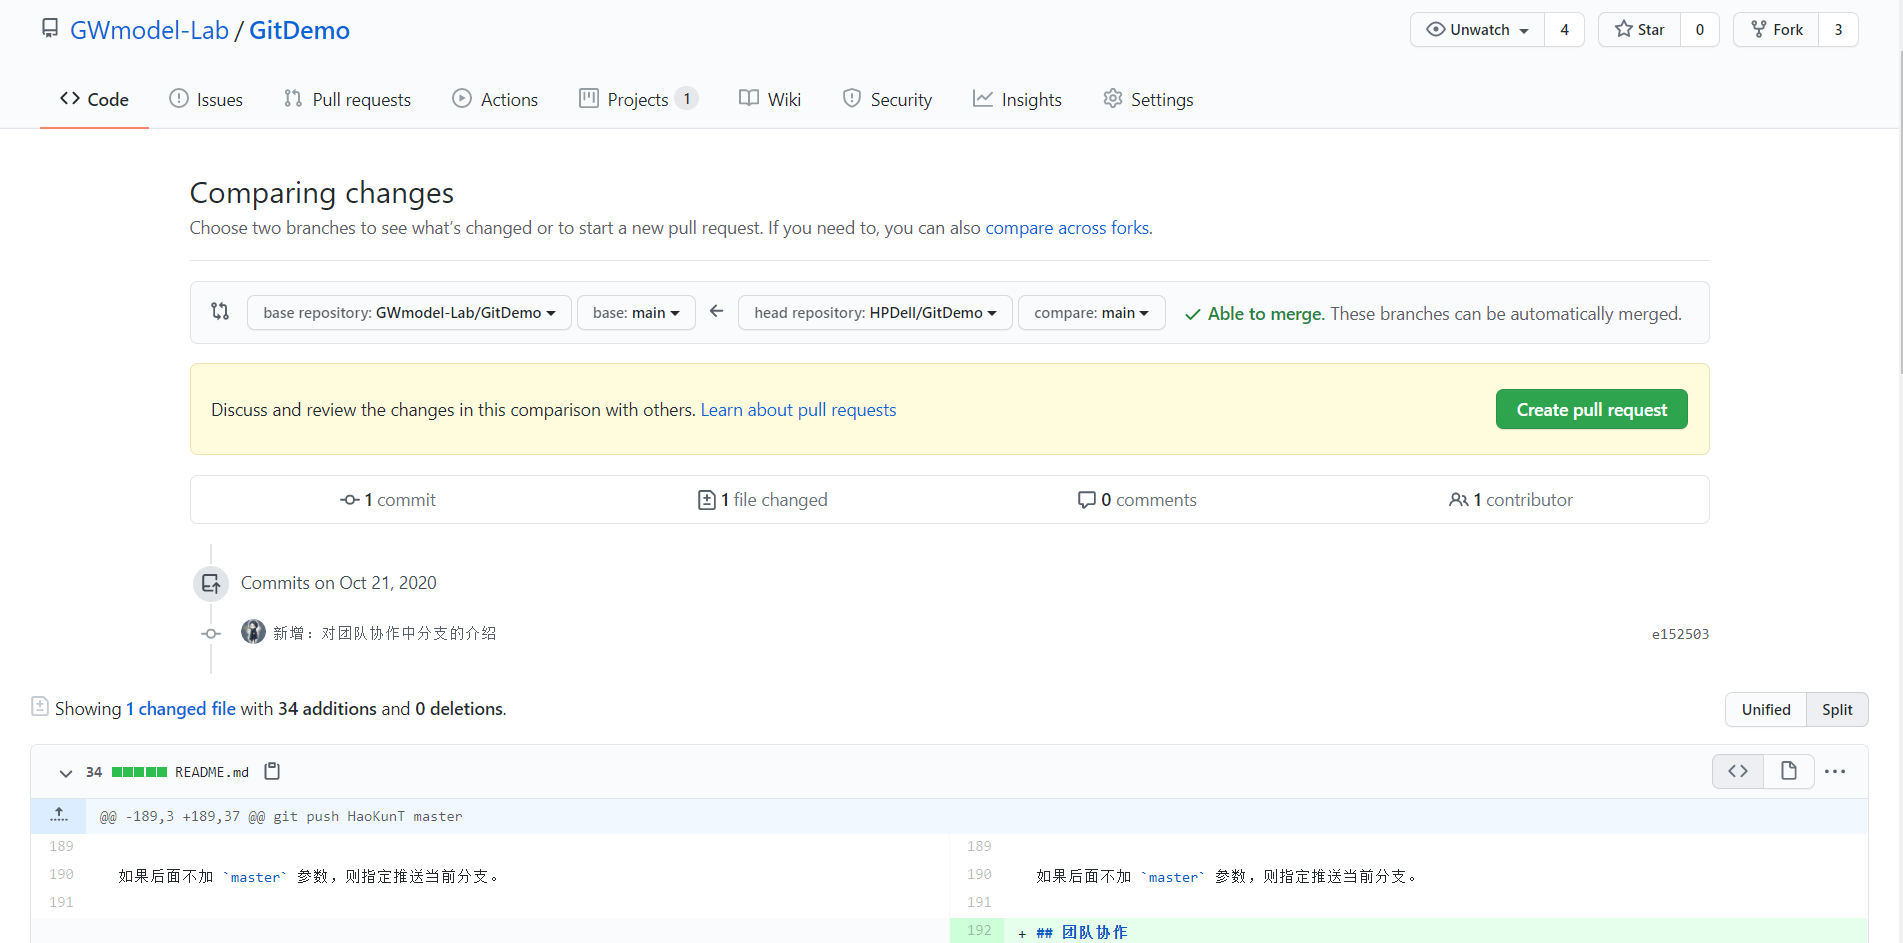 GWmodel-Lab / GitDemo
Unwatch 4 Star 0 Fork 3
Code Issues Pull requests Actions Projects 1 Wiki Security Insights Settings
Comparing changes
Choose two branches to see what's changed or to start a new pull request. If you need to, you can also compare across forks.
base repository: GWmodel-Lab/GitDemo base: main ← head repository: HPDell/GitDemo compare: main ✓ Able to merge. These branches can be automatically merged.
Discuss and review the changes in this comparison with others. Learn about pull requests Create pull request
1 commit 1 file changed 0 comments 1 contributor
Commits on Oct 21, 2020
新增：对团队协作中分支的介绍 e152503
Showing 1 changed file with 34 additions and 0 deletions. Unified Split
34 README.md
@@ -189,3 +189,37 @@ git push HaoKunT master
189 189
190 如果后面不加 `master` 参数，则指定推送当前分支。 190 如果后面不加 `master` 参数，则指定推送当前分支。
191 191
192 + ## 团队协作